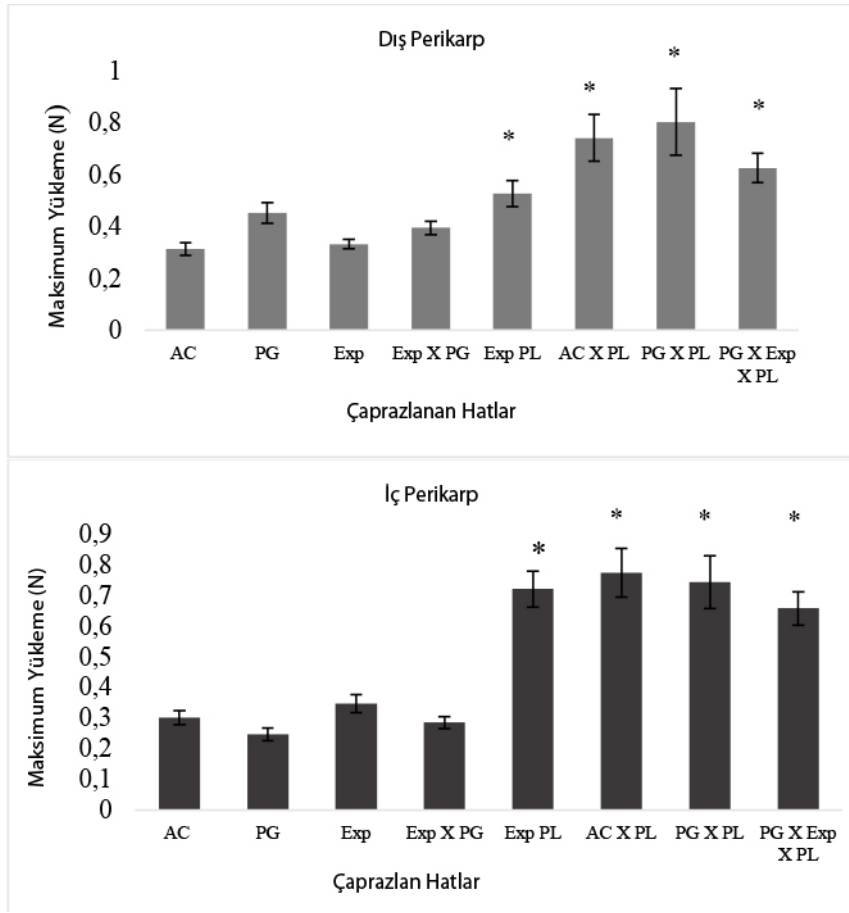 Dış Perikarp
Maksimum Yükleme (N)
1
0,8
0,6
0,4
0,2
0
* * * *
AC PG Exp Exp X PG Exp PL AC X PL PG X PL PG X Exp
X PL
Çaprazlanan Hatlar
İç Perikarp
Maksimum Yükleme (N)
0,9
0,8
0,7
0,6
0,5
0,4
0,3
0,2
0,1
0
* * * *
AC PG Exp Exp X PG Exp PL AC X PL PG X PL PG X Exp
X PL
Çaprazlan Hatlar